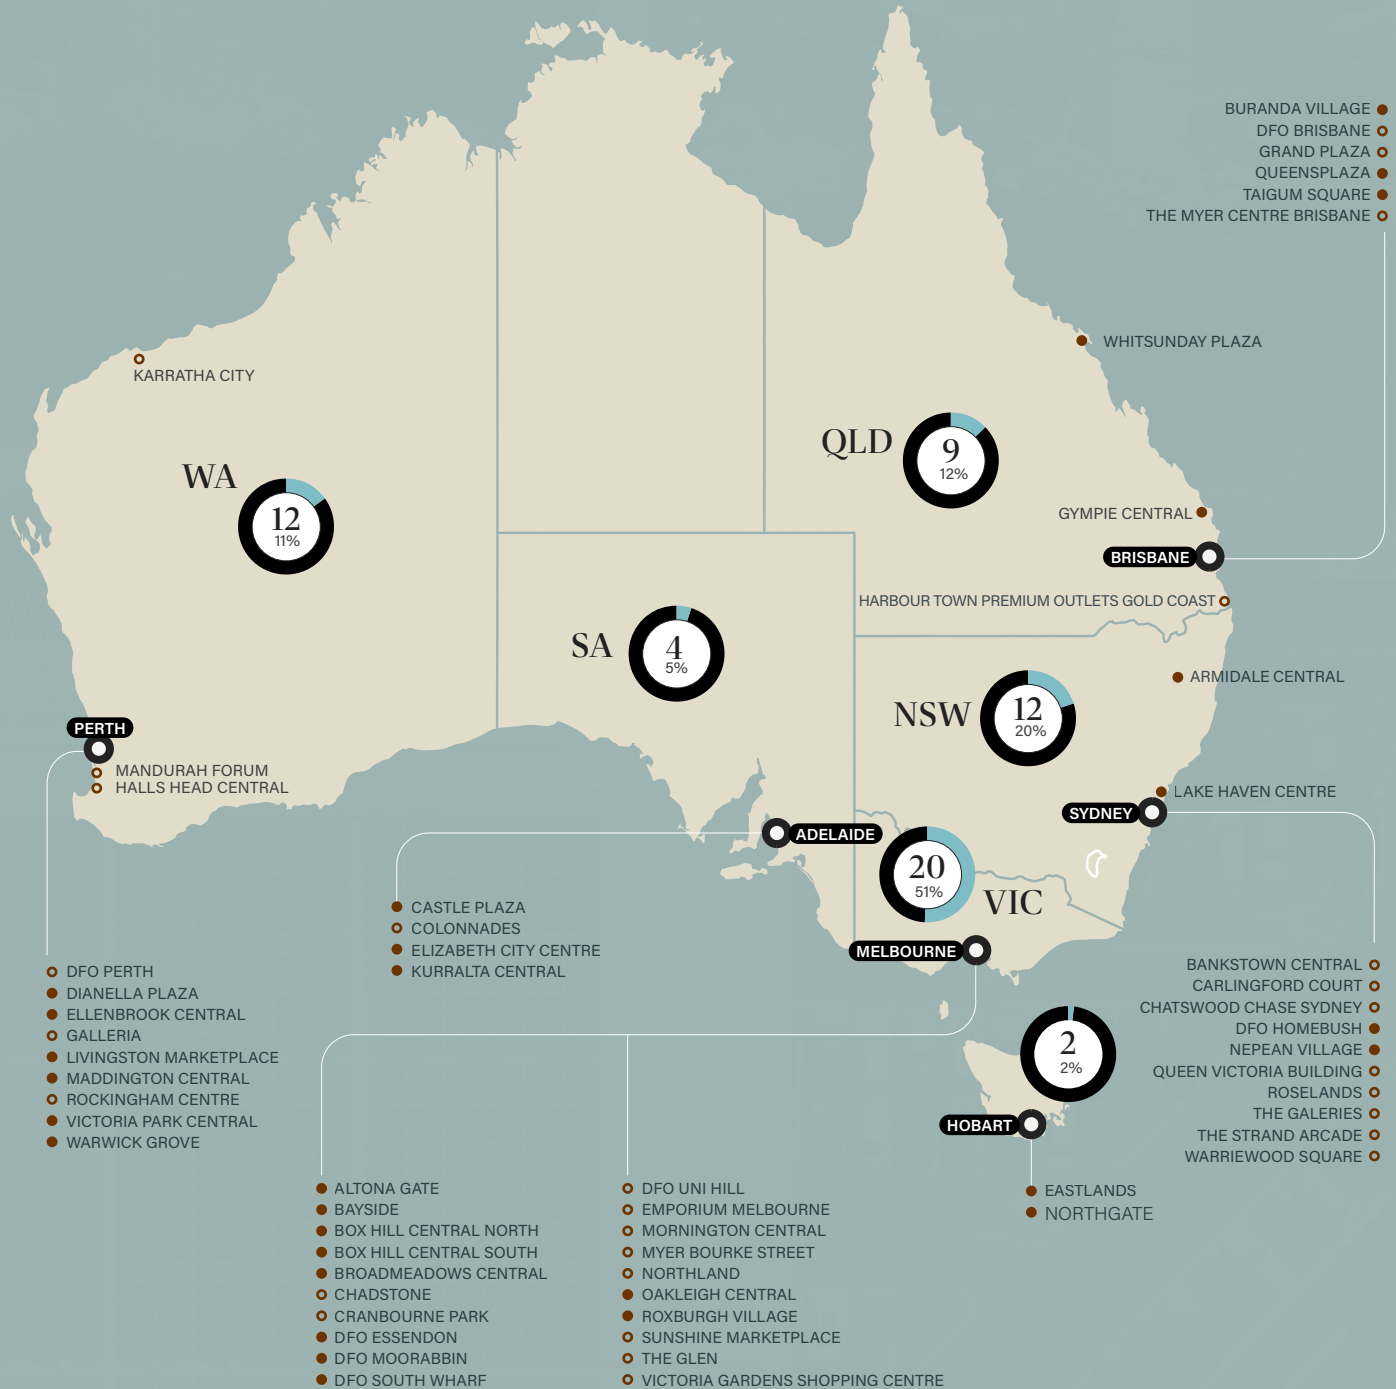 BURANDA VILLAGE
DFO BRISBANE
GRAND PLAZA
QUEENSPLAZA
TAIGUM SQUARE
THE MYER CENTRE BRISBANE
WHITSUNDAY PLAZA
KARRATHA CITY
QLD
9
12%
WA
12
11%
GYMPIE CENTRAL
BRISBANE
HARBOUR TOWN PREMIUM OUTLETS GOLD COAST
SA
4
5%
ARMIDALE CENTRAL
NSW
12
20%
PERTH
MANDURAH FORUM
HALLS HEAD CENTRAL
LAKE HAVEN CENTRE
SYDNEY
ADELAIDE
20
51%
VIC
MELBOURNE
CASTLE PLAZA
COLONNADES
ELIZABETH CITY CENTRE
KURRALTA CENTRAL
DFO PERTH
DIANELLA PLAZA
ELLENBROOK CENTRAL
GALLERIA
LIVINGSTON MARKETPLACE
MADDINGTON CENTRAL
ROCKINGHAM CENTRE
VICTORIA PARK CENTRAL
WARWICK GROVE
BANKSTOWN CENTRAL
CARLINGFORD COURT
CHATSWOOD CHASE SYDNEY
DFO HOMEBUSH
NEPEAN VILLAGE
QUEEN VICTORIA BUILDING
ROSELANDS
THE GALERIES
THE STRAND ARCADE
WARRIEWOOD SQUARE
2
2%
HOBART
EASTLANDS
NORTHGATE
ALTONA GATE
BAYSIDE
BOX HILL CENTRAL NORTH
BOX HILL CENTRAL SOUTH
BROADMEADOWS CENTRAL
CHADSTONE
CRANBOURNE PARK
DFO ESSENDON
DFO MOORABBIN
DFO SOUTH WHARF
DFO UNI HILL
EMPORIUM MELBOURNE
MORNINGTON CENTRAL
MYER BOURKE STREET
NORTHLAND
OAKLEIGH CENTRAL
ROXBURGH VILLAGE
SUNSHINE MARKETPLACE
THE GLEN
VICTORIA GARDENS SHOPPING CENTRE